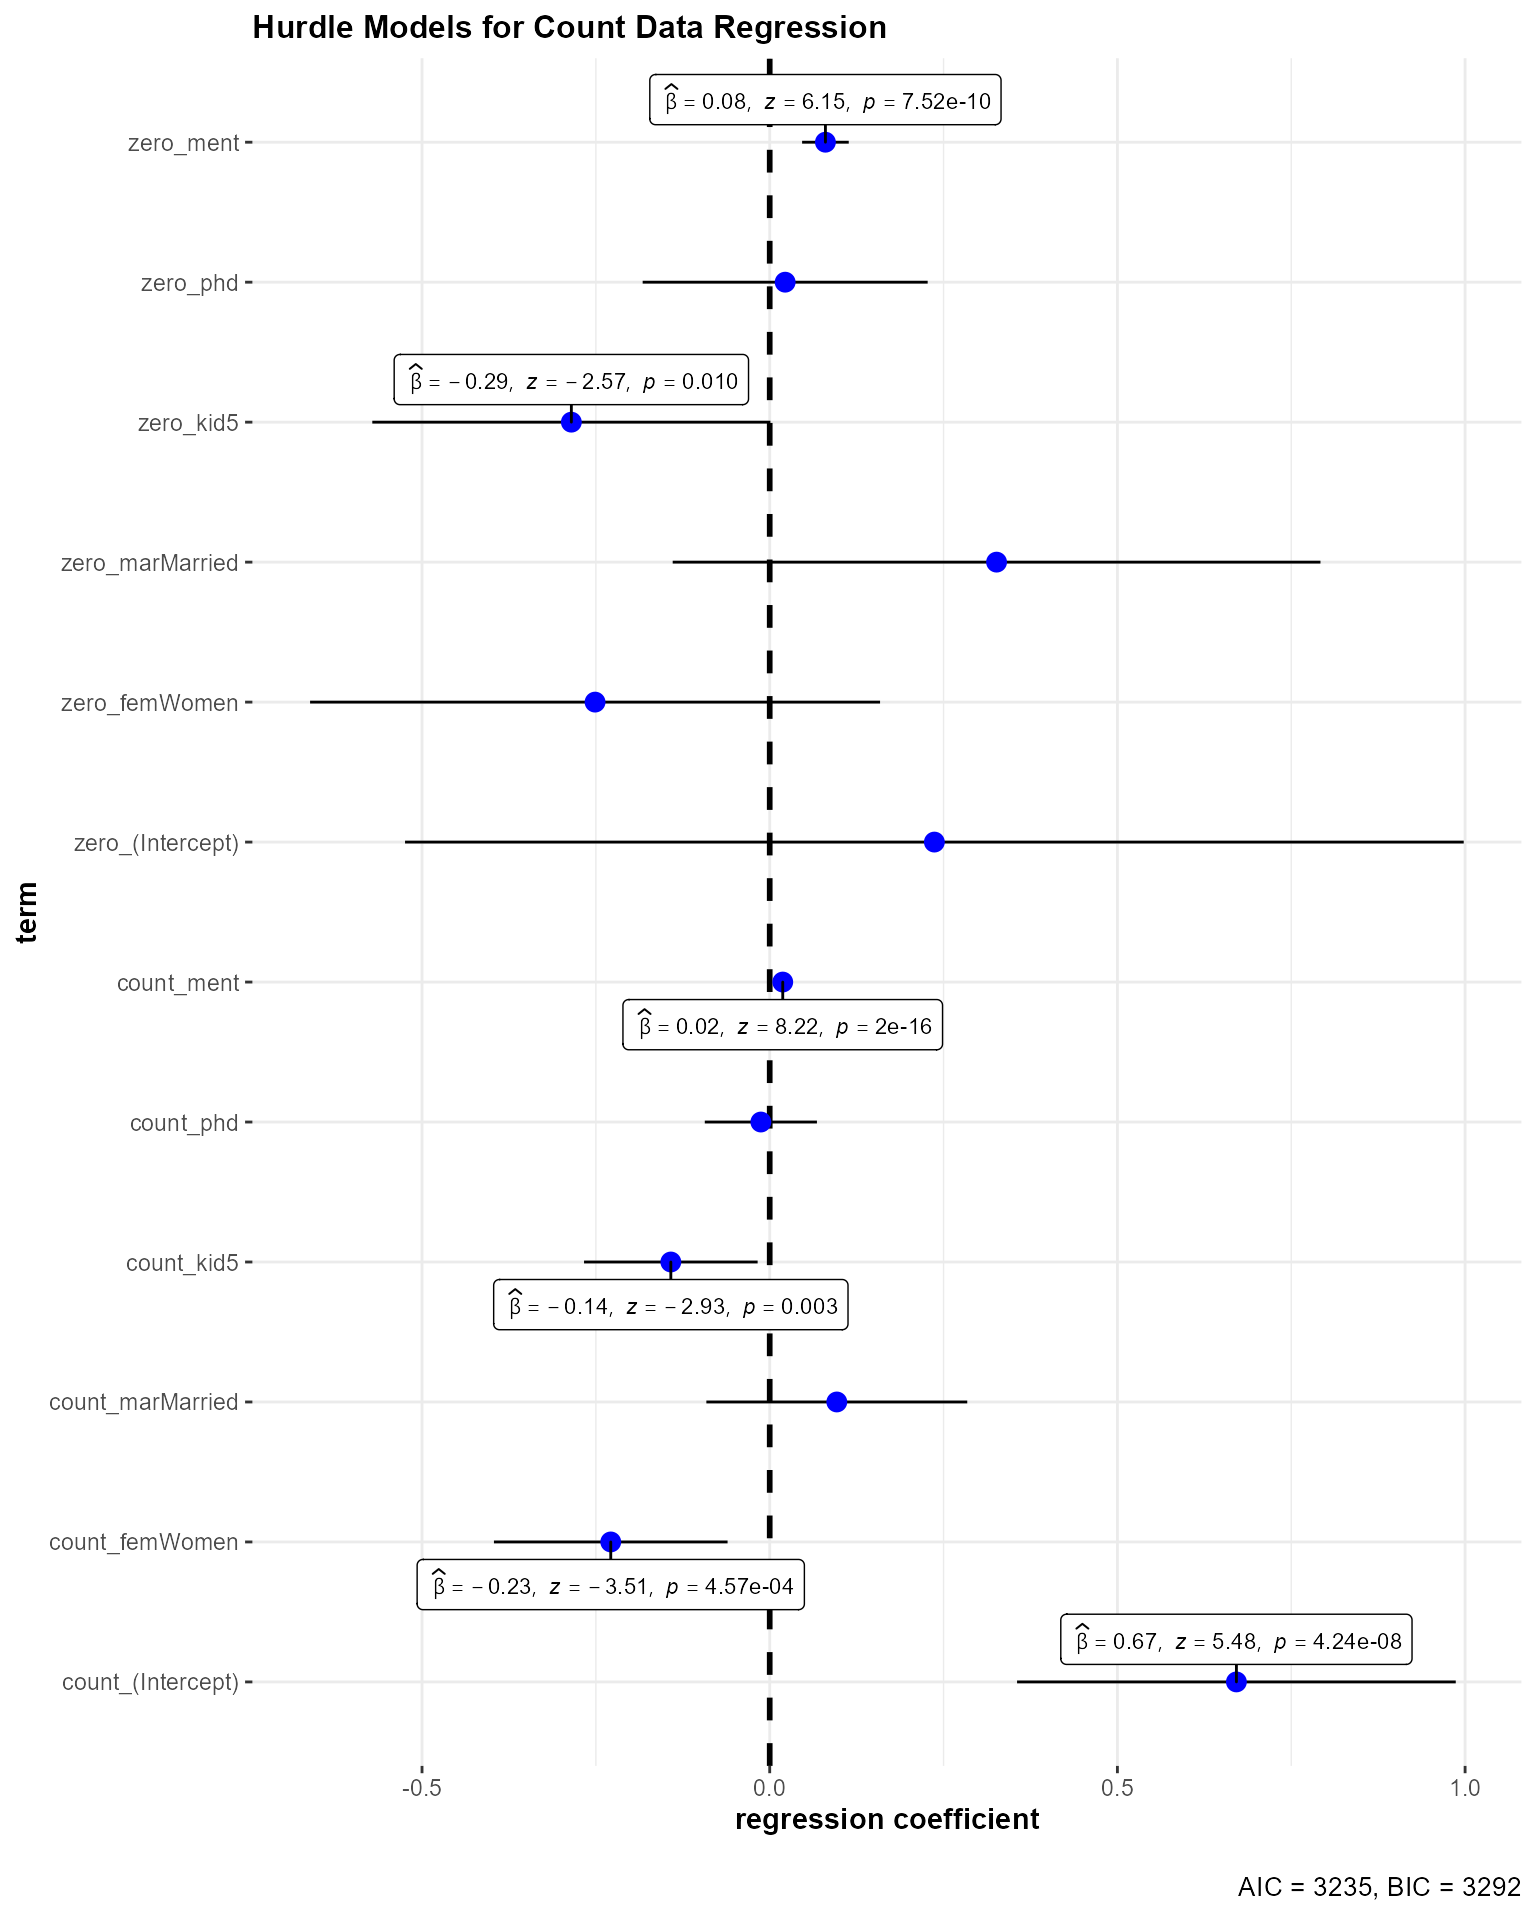 Hurdle Models for Count Data Regression
β̂ = 0.08, z = 6.15, p = 7.52e-10
zero_ment
zero_phd
β̂ = −0.29, z = −2.57, p = 0.010
zero_kid5
zero_marMarried
zero_femWomen
zero_(Intercept)
term
count_ment
β̂ = 0.02, z = 8.22, p = 2e-16
count_phd
count_kid5
β̂ = −0.14, z = −2.93, p = 0.003
count_marMarried
count_femWomen
β̂ = −0.23, z = −3.51, p = 4.57e-04
β̂ = 0.67, z = 5.48, p = 4.24e-08
count_(Intercept)
-0.5 0.0 0.5 1.0
regression coefficient
AIC = 3235, BIC = 3292